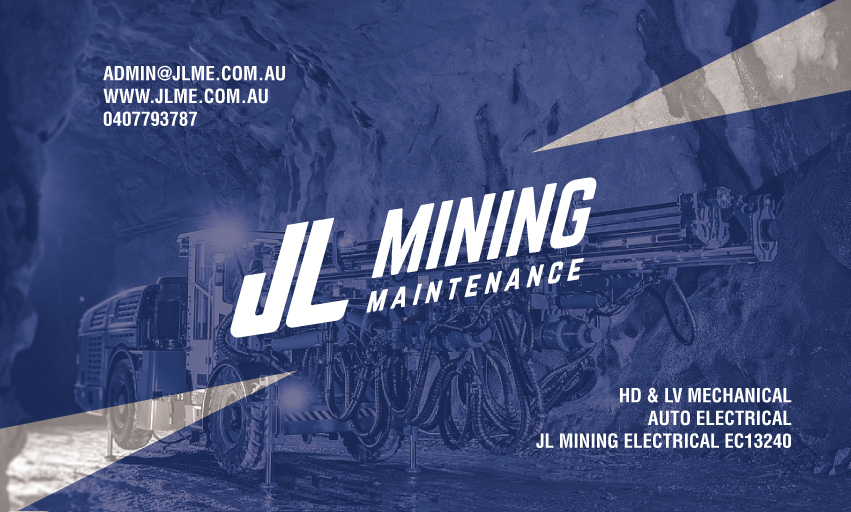 ADMIN@JLME.COM.AU
WWW.JLME.COM.AU
0407793787
JL MINING
MAINTENANCE
HD & LV MECHANICAL
AUTO ELECTRICAL
JL MINING ELECTRICAL EC13240